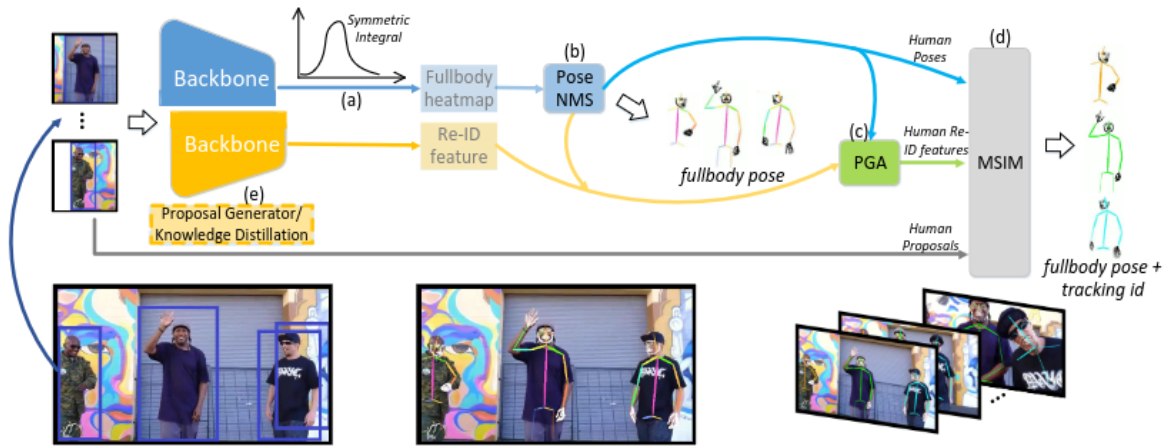 Symmetric
Integral
Backbone
(a)
Fullbody
heatmap
(b)
Pose
NMS
Human
Poses
(d)
Backbone
Re-ID
feature
fullbody pose
(c)
PGA
Human Re-
ID features
MSIM
(e)
Proposal Generator/
Knowledge Distillation
Human
Proposals
fullbody pose +
tracking id